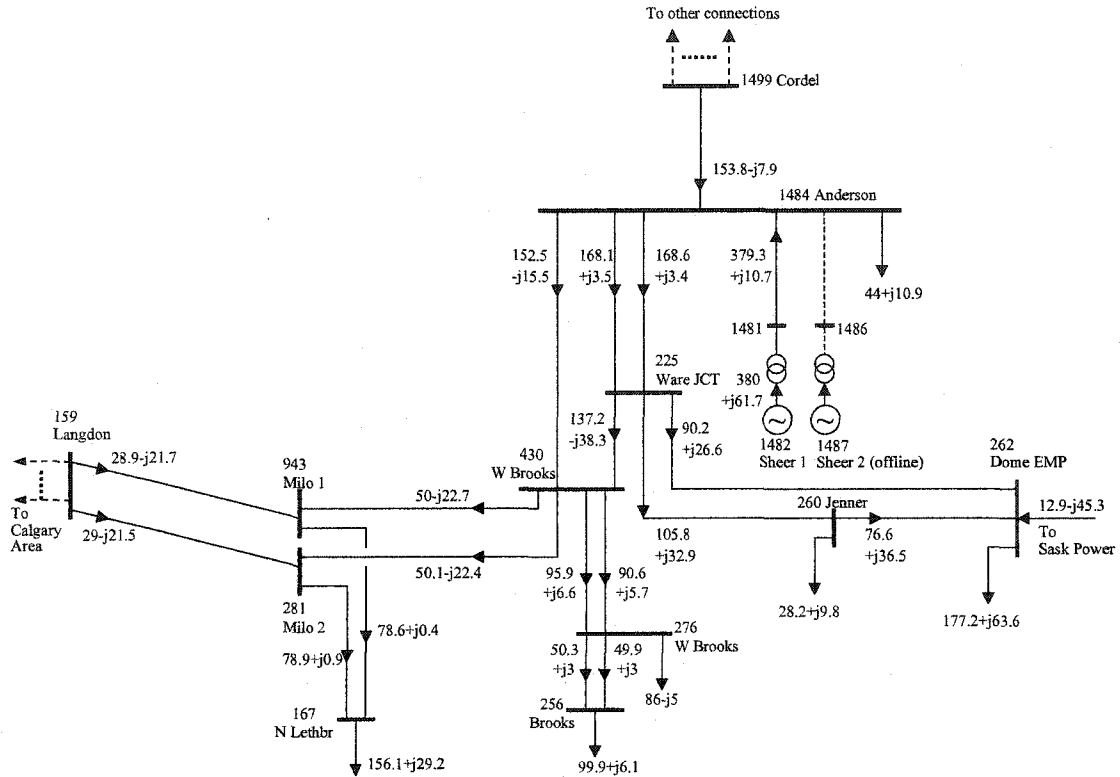 To other connections
1499 Cordel
153.8-j7.9
1484 Anderson
152.5
-j15.5
168.1
+j3.5
168.6
+j3.4
379.3
+j10.7
44+j10.9
1481
1486
225
Ware JCT
380
+j61.7
1482
Sheer 1
1487
Sheer 2 (offline)
137.2
-j38.3
90.2
+j26.6
262
Dome EMP
159
Langdon
28.9-j21.7
943
Milo 1
430
W Brooks
50-j22.7
260 Jenner
12.9-j45.3
To
Sask Power
To
Calgary
Area
29-j21.5
105.8
+j32.9
76.6
+j36.5
50.1-j22.4
95.9
+j6.6
90.6
+j5.7
28.2+j9.8
177.2+j63.6
281
Milo 2
78.6+j0.4
78.9+j0.9
276
W Brooks
50.3
+j3
49.9
+j3
86-j5
167
N Lethbr
256
Brooks
156.1+j29.2
99.9+j6.1